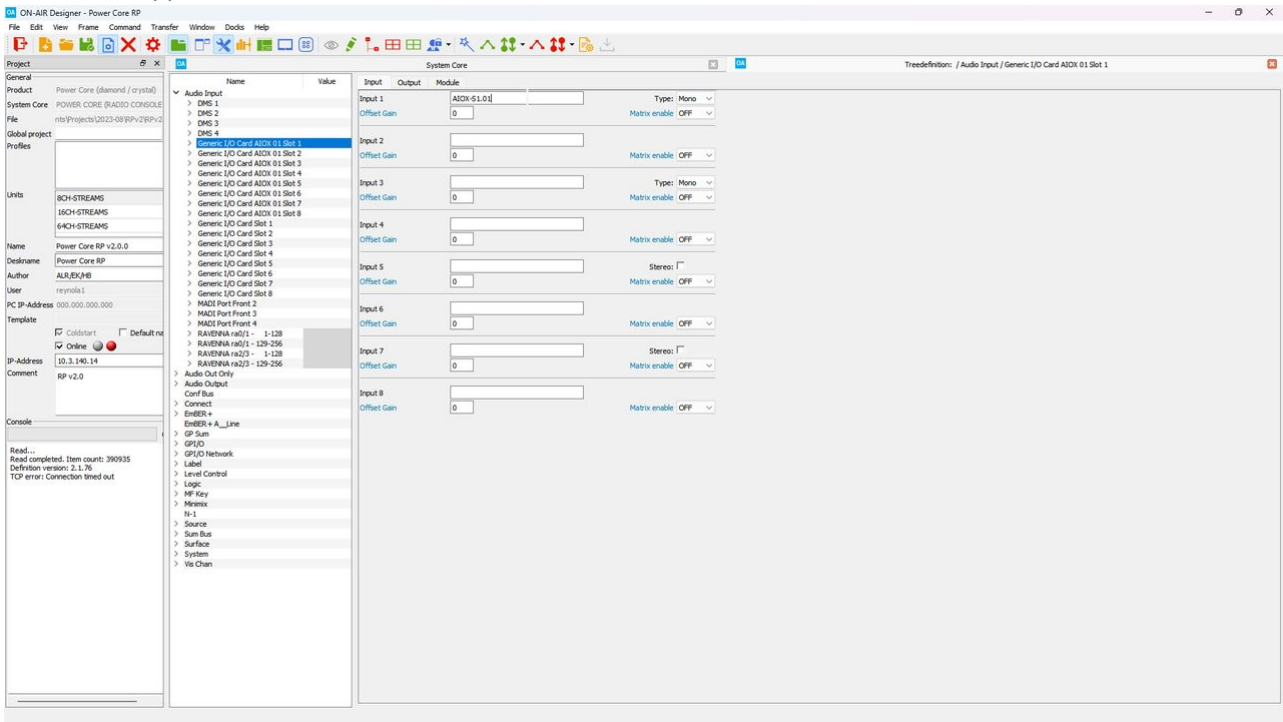 ON-AIR Designer - Power Core RP
File Edit View Frame Command Transfer Window Docks Help
Project
General
Product Power Core (diamond / crystal)
System Core POWER CORE (RADIO CONSOLE
File nts\Projects\2023-08\RPv2\RPv2
Global project
Profiles
Units
8CH-STREAMS
16CH-STREAMS
64CH-STREAMS
Name Power Core RP v2.0.0
Deskname Power Core RP
Author ALR/EK/HB
User reynola1
PC IP-Address 000.000.000.000
Template
Coldstart Default na
Online
IP-Address 10.3.140.14
Comment RP v2.0
Console
Read...
Read completed. Item count: 390935
Definition version: 2.1.76
TCP error: Connection timed out
System Core
Name Value
Audio Input
DMS 1
DMS 2
DMS 3
DMS 4
Generic I/O Card AIOX 01 Slot 1
Generic I/O Card AIOX 01 Slot 2
Generic I/O Card AIOX 01 Slot 3
Generic I/O Card AIOX 01 Slot 4
Generic I/O Card AIOX 01 Slot 5
Generic I/O Card AIOX 01 Slot 6
Generic I/O Card AIOX 01 Slot 7
Generic I/O Card AIOX 01 Slot 8
Generic I/O Card Slot 1
Generic I/O Card Slot 2
Generic I/O Card Slot 3
Generic I/O Card Slot 4
Generic I/O Card Slot 5
Generic I/O Card Slot 6
Generic I/O Card Slot 7
Generic I/O Card Slot 8
MADI Port Front 2
MADI Port Front 3
MADI Port Front 4
RAVENNA ra0/1 - 1-128
RAVENNA ra0/1 - 129-256
RAVENNA ra2/3 - 1-128
RAVENNA ra2/3 - 129-256
Audio Out Only
Audio Output
Conf Bus
Connect
EmBER+
EmBER+ A__Line
GP Sum
GPI/O
GPI/O Network
Label
Level Control
Logic
MF Key
Minimix
N-1
Source
Sum Bus
Surface
System
Vis Chan
Input Output Module
Input 1 AIOX-S1.01 Type: Mono
Offset Gain 0 Matrix enable OFF
Input 2
Offset Gain 0 Matrix enable OFF
Input 3 Type: Mono
Offset Gain 0 Matrix enable OFF
Input 4
Offset Gain 0 Matrix enable OFF
Input 5 Stereo:
Offset Gain 0 Matrix enable OFF
Input 6
Offset Gain 0 Matrix enable OFF
Input 7 Stereo:
Offset Gain 0 Matrix enable OFF
Input 8
Offset Gain 0 Matrix enable OFF
Treedefinition: / Audio Input / Generic I/O Card AIOX 01 Slot 1